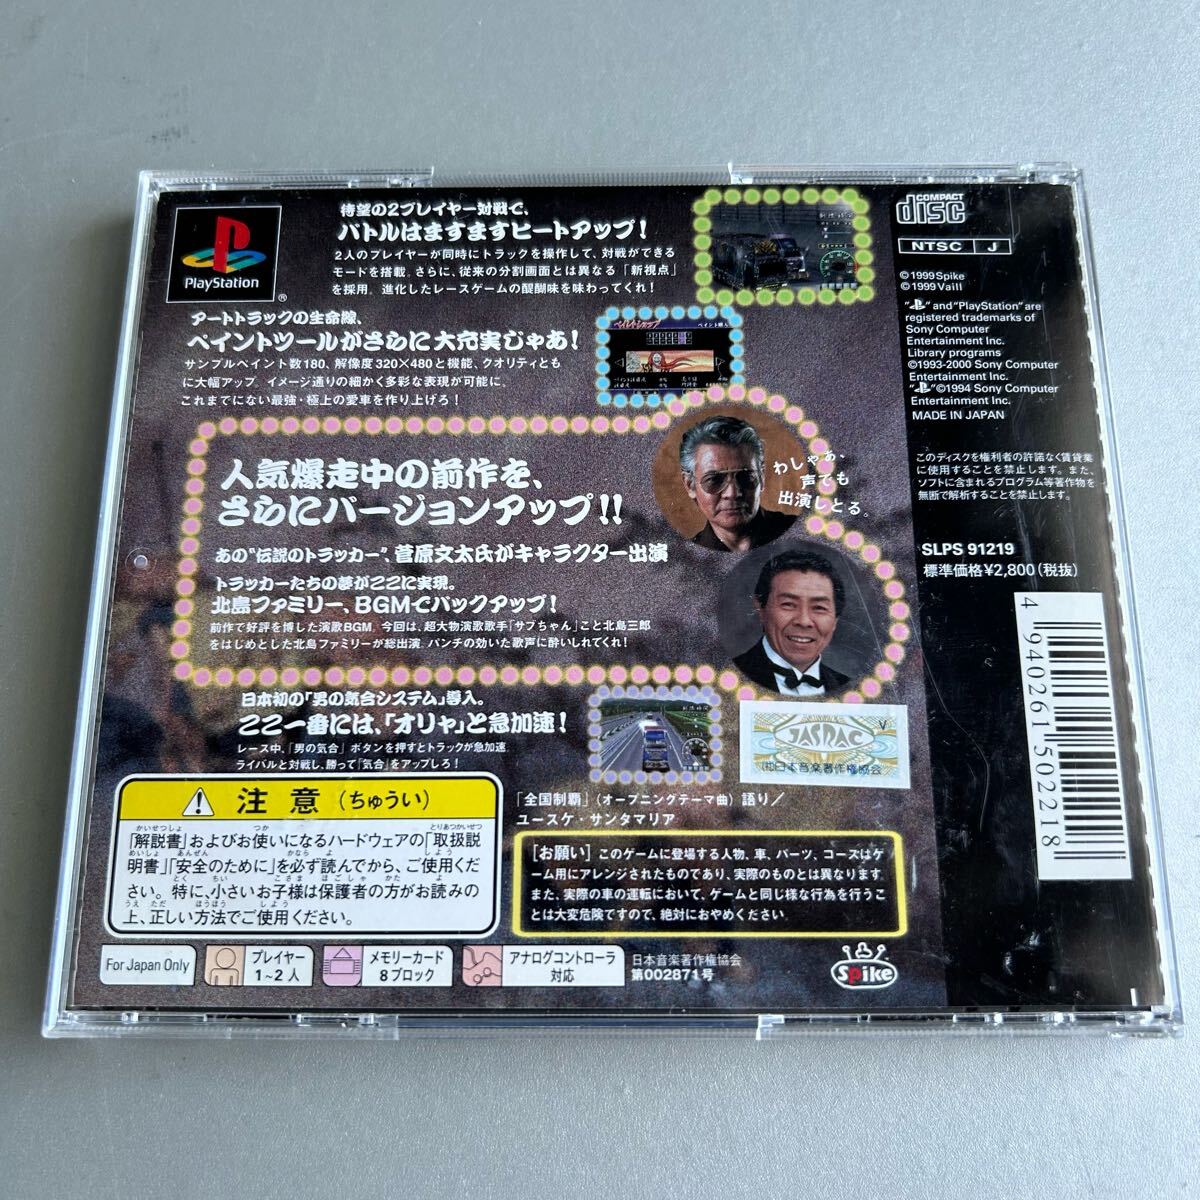 待望の2プレイヤー対戦で、
バトルはますますヒートアップ!
2人のプレイヤーが同時にトラックを操作して、対戦ができる
モードを搭載。さらに、従来の分割画面とは異なる「新視点」
を採用。進化したレースゲームの醍醐味を味わってくれ!
PlayStation
®
アートトラックの生命線、
ペイントツールがさらに大充実じゃあ!
サンプルペイント数180、解像度320×480と機能、クオリティとも
に大幅アップ。イメージ通りの細かく多彩な表現が可能に。
これまでにない最強・極上の愛車を作り上げろ!
ペイントショップ
人気爆走中の前作を、
さらにバージョンアップ!!
わしゃぁ、
声でも
出演しとる。
あの"伝説のトラッカー"、菅原文太氏がキャラクター出演
トラッカーたちの夢がここに実現。
北島ファミリー、BGMでバックアップ!
前作で好評を博した演歌BGM。今回は、超大物演歌歌手「サブちゃん」こと北島三郎
をはじめとした北島ファミリーが総出演。パンチの効いた歌声に酔いしれてくれ!
日本初の「男の気合システム」導入。
ここ一番には、「オリャ」と急加速!
レース中、「男の気合」ボタンを押すとトラックが急加速。
ライバルと対戦し、勝って「気合」をアップしろ!
JASRAC
V
(社)日本音楽著作権協会
「全国制覇」(オープニングテーマ曲)語り/
ユースケ・サンタマリア
[お願い] このゲームに登場する人物、車、パーツ、コースはゲ
ーム用にアレンジされたものであり、実際のものとは異なります。
また、実際の車の運転において、ゲームと同じ様な行為を行うこ
とは大変危険ですので、絶対におやめください。
注意(ちゅうい)
「解説書」およびお使いになるハードウェアの「取扱説
明書」「安全のために」を必ず読んでから、ご使用くだ
さい。特に、小さいお子様は保護者の方がお読みの
上、正しい方法でご使用ください。
For Japan Only
プレイヤー
1~2人
メモリーカード
8ブロック
アナログコントローラ
対応
日本音楽著作権協会
第002871号
Spike
COMPACT
disc
NTSC J
©1999 Spike
©1999 Vaill
" " and "PlayStation" are
registered trademarks of
Sony Computer
Entertainment Inc.
Library programs
©1993-2000 Sony Computer
Entertainment Inc.
" " ©1994 Sony Computer
Entertainment Inc.
MADE IN JAPAN
このディスクを権利者の許諾なく賃貸業
に使用することを禁止します。また、
ソフトに含まれるプログラム等著作物を
無断で解析することを禁止します。
SLPS 91219
標準価格¥2,800(税抜)
4 940261 502218